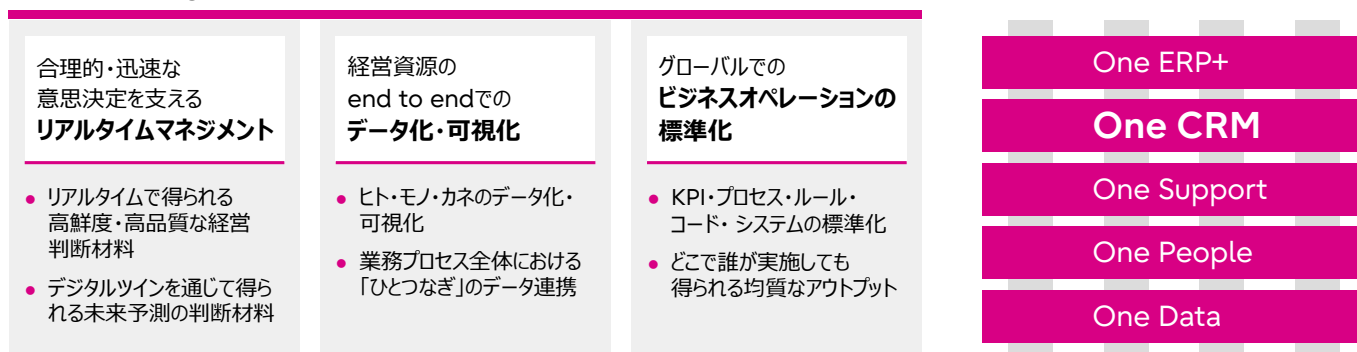 合理的・迅速な
意思決定を支える
リアルタイムマネジメント
● リアルタイムで得られる
高鮮度・高品質な経営
判断材料
● デジタルツインを通じて得ら
れる未来予測の判断材料
経営資源の
end to endでの
データ化・可視化
● ヒト・モノ・カネのデータ化・
可視化
● 業務プロセス全体における
「ひとつなぎ」のデータ連携
グローバルでの
ビジネスオペレーションの
標準化
● KPI・プロセス・ルール・
コード・ システムの標準化
● どこで誰が実施しても
得られる均質なアウトプット
One ERP+
One CRM
One Support
One People
One Data